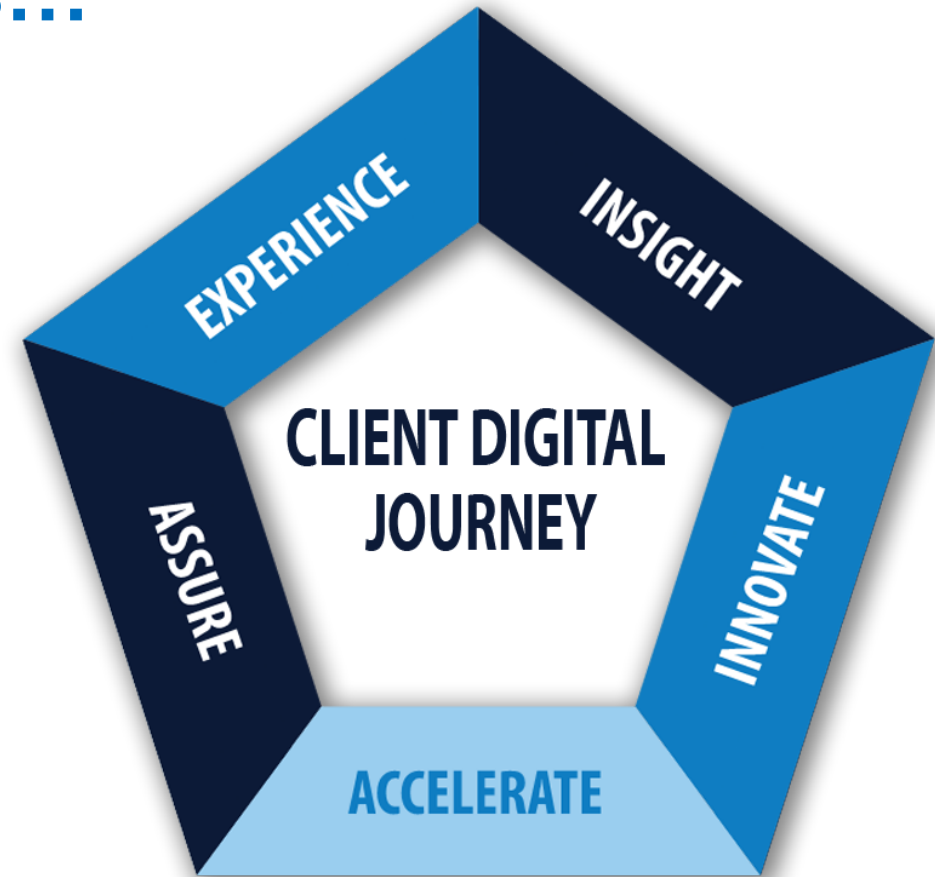 EXPERIENCE
INSIGHT
CLIENT DIGITAL
JOURNEY
ASSURE
INNOVATE
ACCELERATE